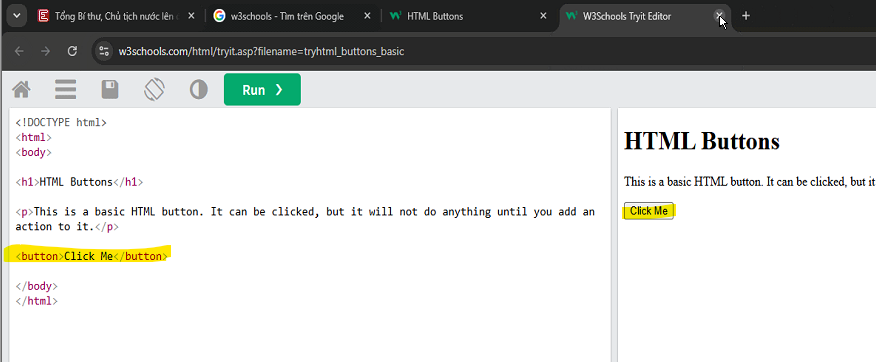 Tổng Bí thư, Chủ tịch nước lên
w3schools - Tìm trên Google
HTML Buttons
W3Schools Tryit Editor
w3schools.com/html/tryit.asp?filename=tryhtml_buttons_basic
Run ❯
<!DOCTYPE html>
<html>
<body>
<h1>HTML Buttons</h1>
<p>This is a basic HTML button. It can be clicked, but it will not do anything until you add an
action to it.</p>
<button>Click Me</button>
</body>
</html>
HTML Buttons
This is a basic HTML button. It can be clicked, but it
Click Me